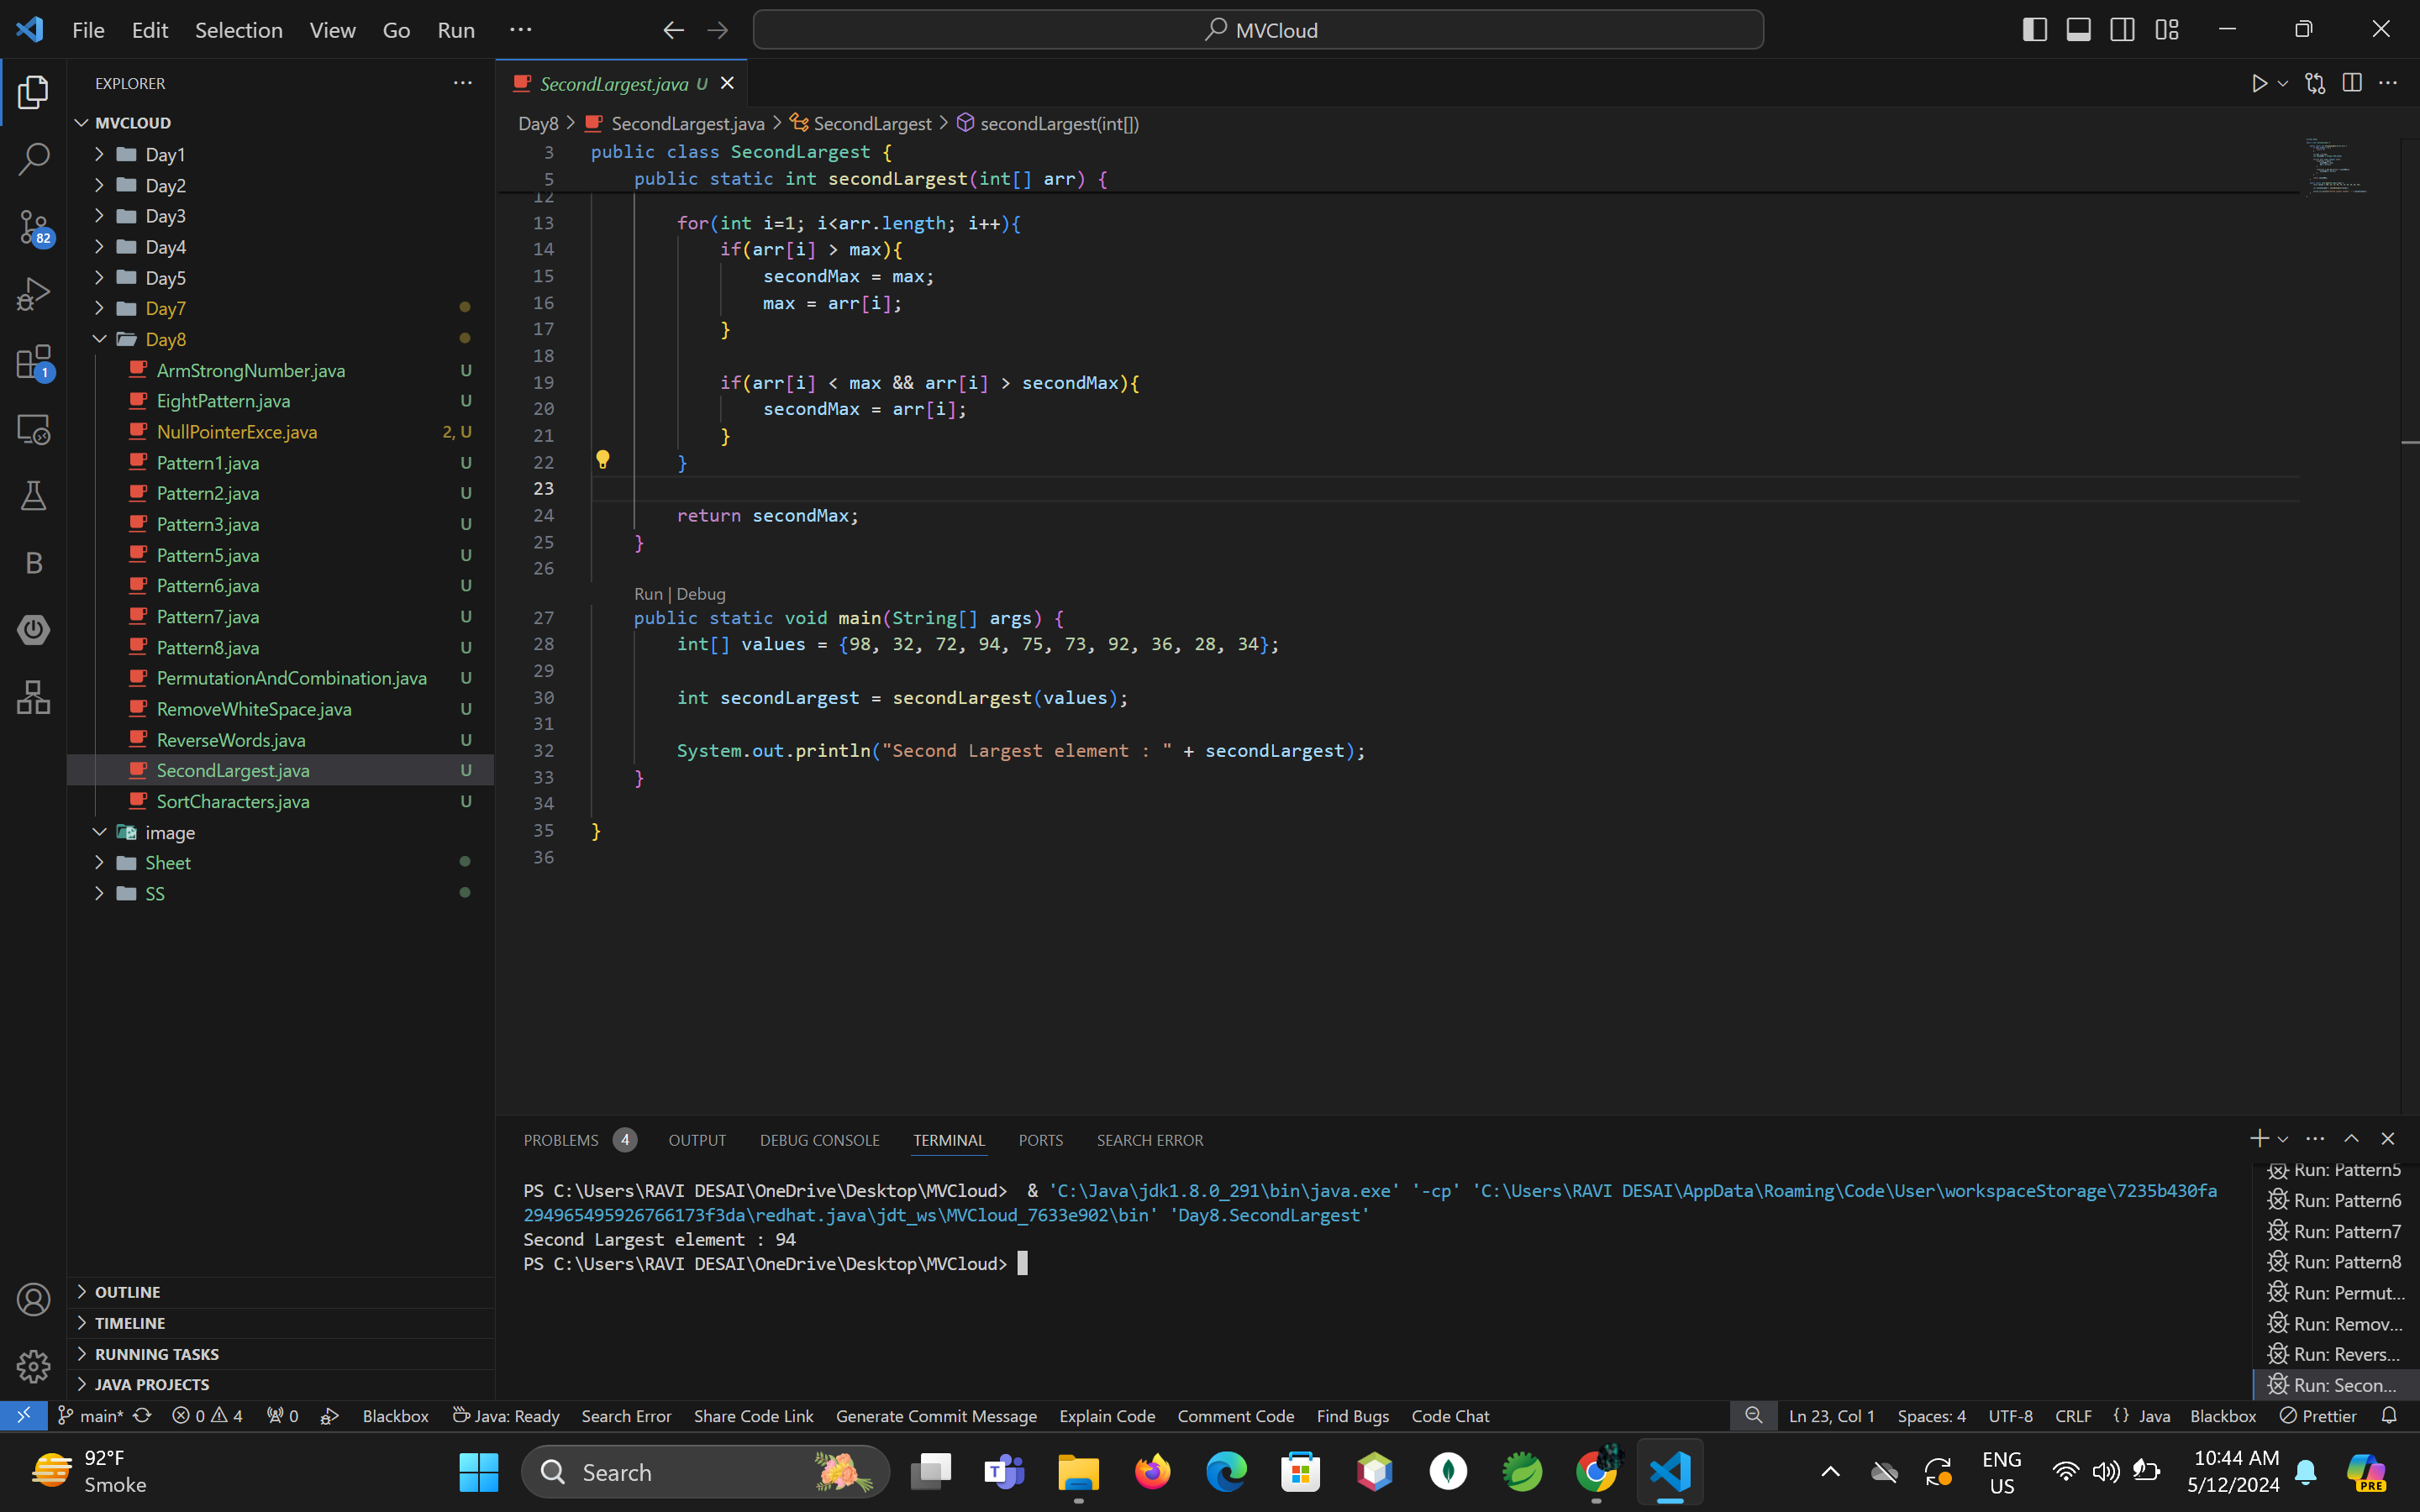 File Edit Selection View Go Run ··· MVCloud
EXPLORER
MVCLOUD
Day1
Day2
Day3
Day4
Day5
Day7
Day8
ArmStrongNumber.java U
EightPattern.java U
NullPointerExce.java 2, U
Pattern1.java U
Pattern2.java U
Pattern3.java U
Pattern5.java U
Pattern6.java U
Pattern7.java U
Pattern8.java U
PermutationAndCombination.java U
RemoveWhiteSpace.java U
ReverseWords.java U
SecondLargest.java U
SortCharacters.java U
image
Sheet
SS
OUTLINE
TIMELINE
RUNNING TASKS
JAVA PROJECTS
82
1
B
SecondLargest.java U
Day8 > SecondLargest.java > SecondLargest > secondLargest(int[])
3 public class SecondLargest {
5 public static int secondLargest(int[] arr) {
12
13 for(int i=1; i<arr.length; i++){
14 if(arr[i] > max){
15 secondMax = max;
16 max = arr[i];
17 }
18
19 if(arr[i] < max && arr[i] > secondMax){
20 secondMax = arr[i];
21 }
22 }
23
24 return secondMax;
25 }
26
Run | Debug
27 public static void main(String[] args) {
28 int[] values = {98, 32, 72, 94, 75, 73, 92, 36, 28, 34};
29
30 int secondLargest = secondLargest(values);
31
32 System.out.println("Second Largest element : " + secondLargest);
33 }
34
35 }
36
PROBLEMS 4 OUTPUT DEBUG CONSOLE TERMINAL PORTS SEARCH ERROR
PS C:\Users\RAVI DESAI\OneDrive\Desktop\MVCloud> & 'C:\Java\jdk1.8.0_291\bin\java.exe' '-cp' 'C:\Users\RAVI DESAI\AppData\Roaming\Code\User\workspaceStorage\7235b430fa
2949654959267661​73f3da\redhat.java\jdt_ws\MVCloud_7633e902\bin' 'Day8.SecondLargest'
Second Largest element : 94
PS C:\Users\RAVI DESAI\OneDrive\Desktop\MVCloud>
Run: Pattern5
Run: Pattern6
Run: Pattern7
Run: Pattern8
Run: Permut...
Run: Remov...
Run: Revers...
Run: Secon...
main* 0 4 0 Blackbox Java: Ready Search Error Share Code Link Generate Commit Message Explain Code Comment Code Find Bugs Code Chat Ln 23, Col 1 Spaces: 4 UTF-8 CRLF {} Java Blackbox Prettier
92°F
Smoke
Search
ENG
US
10:44 AM
5/12/2024
PRE